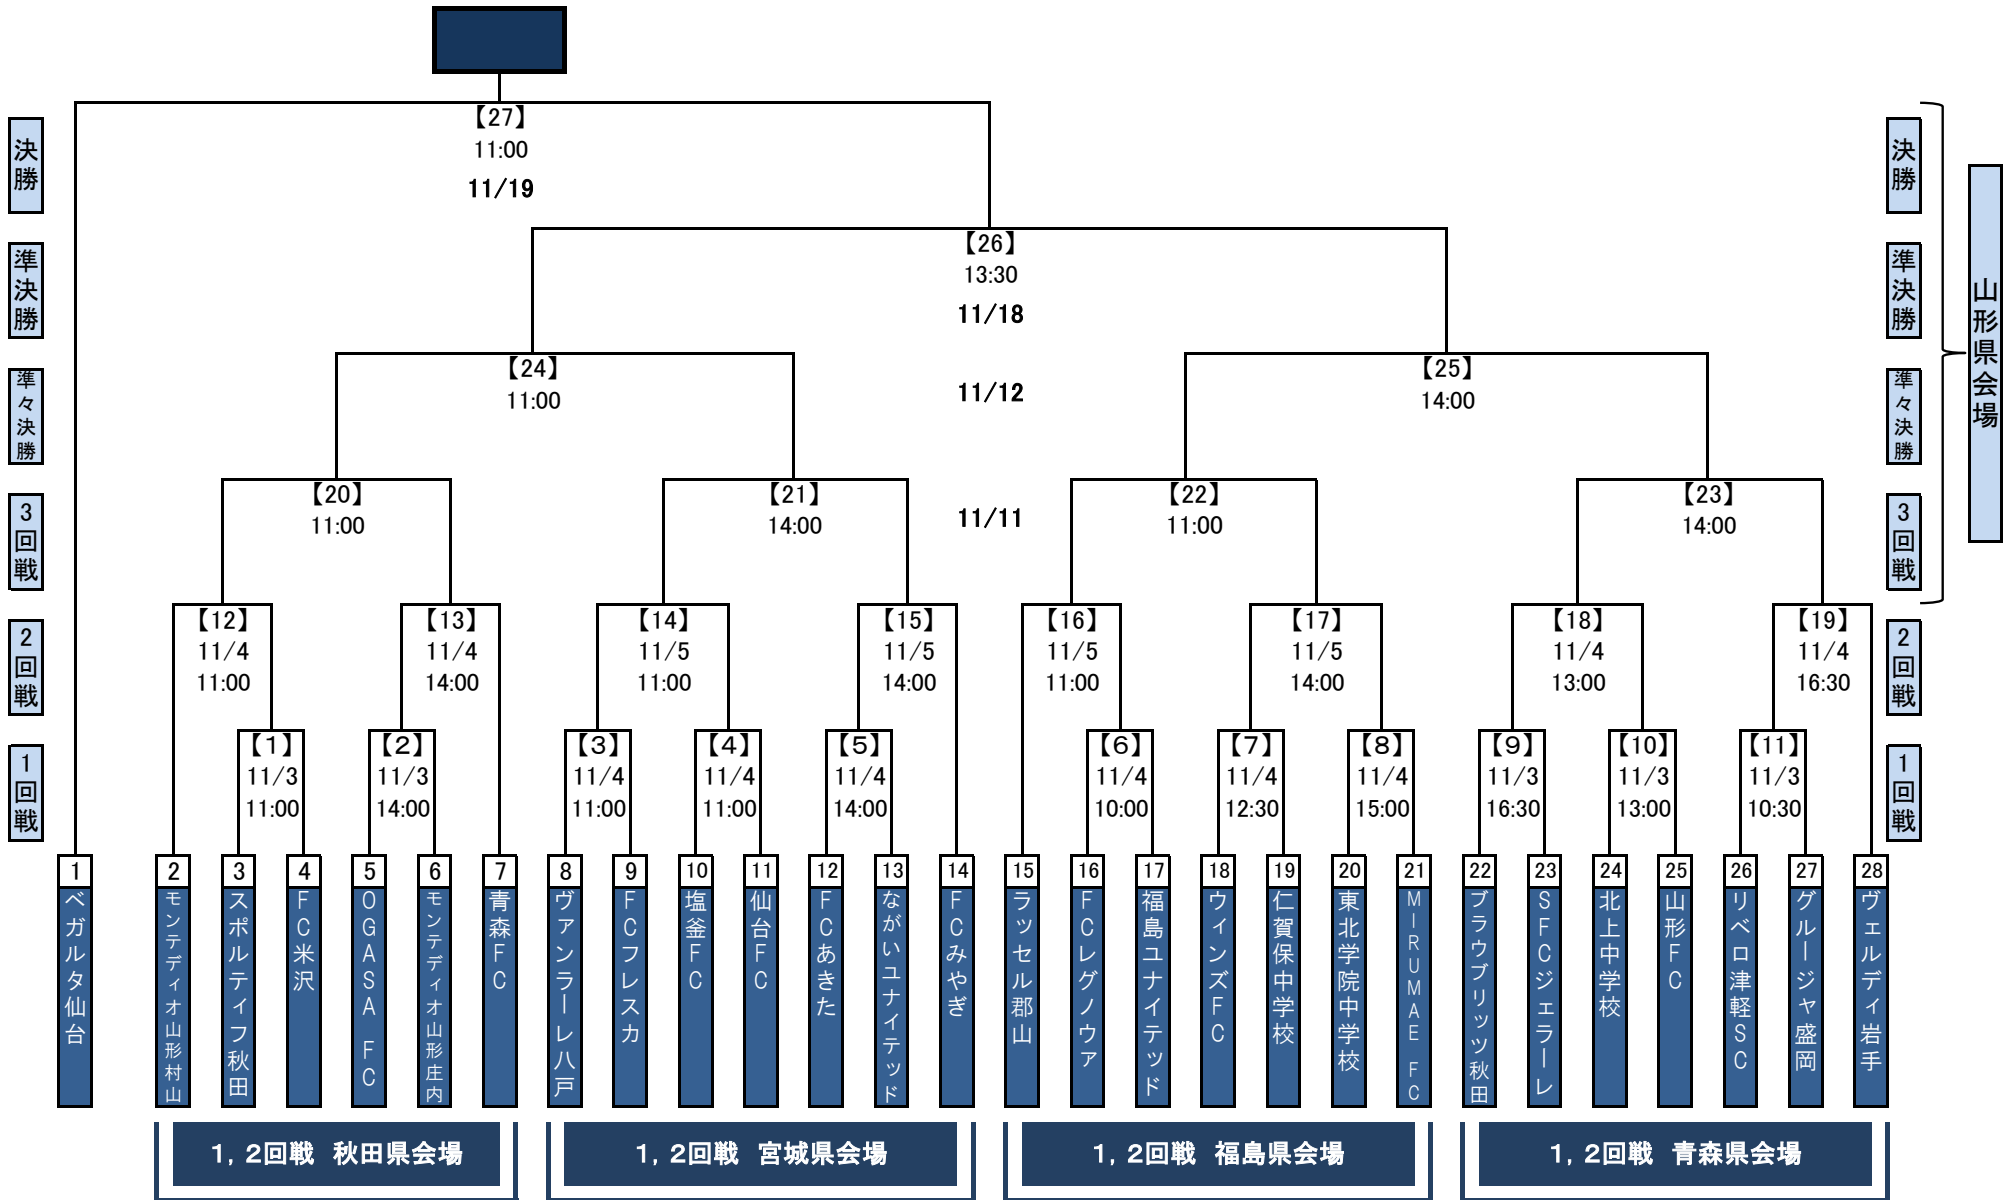 【27】
11:00
11/19
決勝
決勝
【26】
13:30
11/18
準決勝
準決勝
山形県会場
【24】
11:00
11/12
【25】
14:00
準々決勝
準々決勝
【20】
11:00
【21】
14:00
11/11
【22】
11:00
【23】
14:00
3回戦
3回戦
【12】
11/4
11:00
【13】
11/4
14:00
【14】
11/5
11:00
【15】
11/5
14:00
【16】
11/5
11:00
【17】
11/5
14:00
【18】
11/4
13:00
【19】
11/4
16:30
2回戦
2回戦
【1】
11/3
11:00
【2】
11/3
14:00
【3】
11/4
11:00
【4】
11/4
11:00
【5】
11/4
14:00
【6】
11/4
10:00
【7】
11/4
12:30
【8】
11/4
15:00
【9】
11/3
16:30
【10】
11/3
13:00
【11】
11/3
10:30
1回戦
1回戦
1
ベガルタ仙台
2
モンテディオ山形村山
3
スポルティフ秋田
4
FC米沢
5
OGASA FC
6
モンテディオ山形庄内
7
青森FC
8
ヴァンラーレ八戸
9
FCフレスカ
10
塩釜FC
11
仙台FC
12
FCあきた
13
ながいユナイテッド
14
FCみやぎ
15
ラッセル郡山
16
FCレグノウァ
17
福島ユナイテッド
18
ウィンズFC
19
仁賀保中学校
20
東北学院中学校
21
MIRUMAE FC
22
ブラウブリッツ秋田
23
SFCジェラーレ
24
北上中学校
25
山形FC
26
リベロ津軽SC
27
グルージャ盛岡
28
ヴェルディ岩手
1,2回戦 秋田県会場
1,2回戦 宮城県会場
1,2回戦 福島県会場
1,2回戦 青森県会場